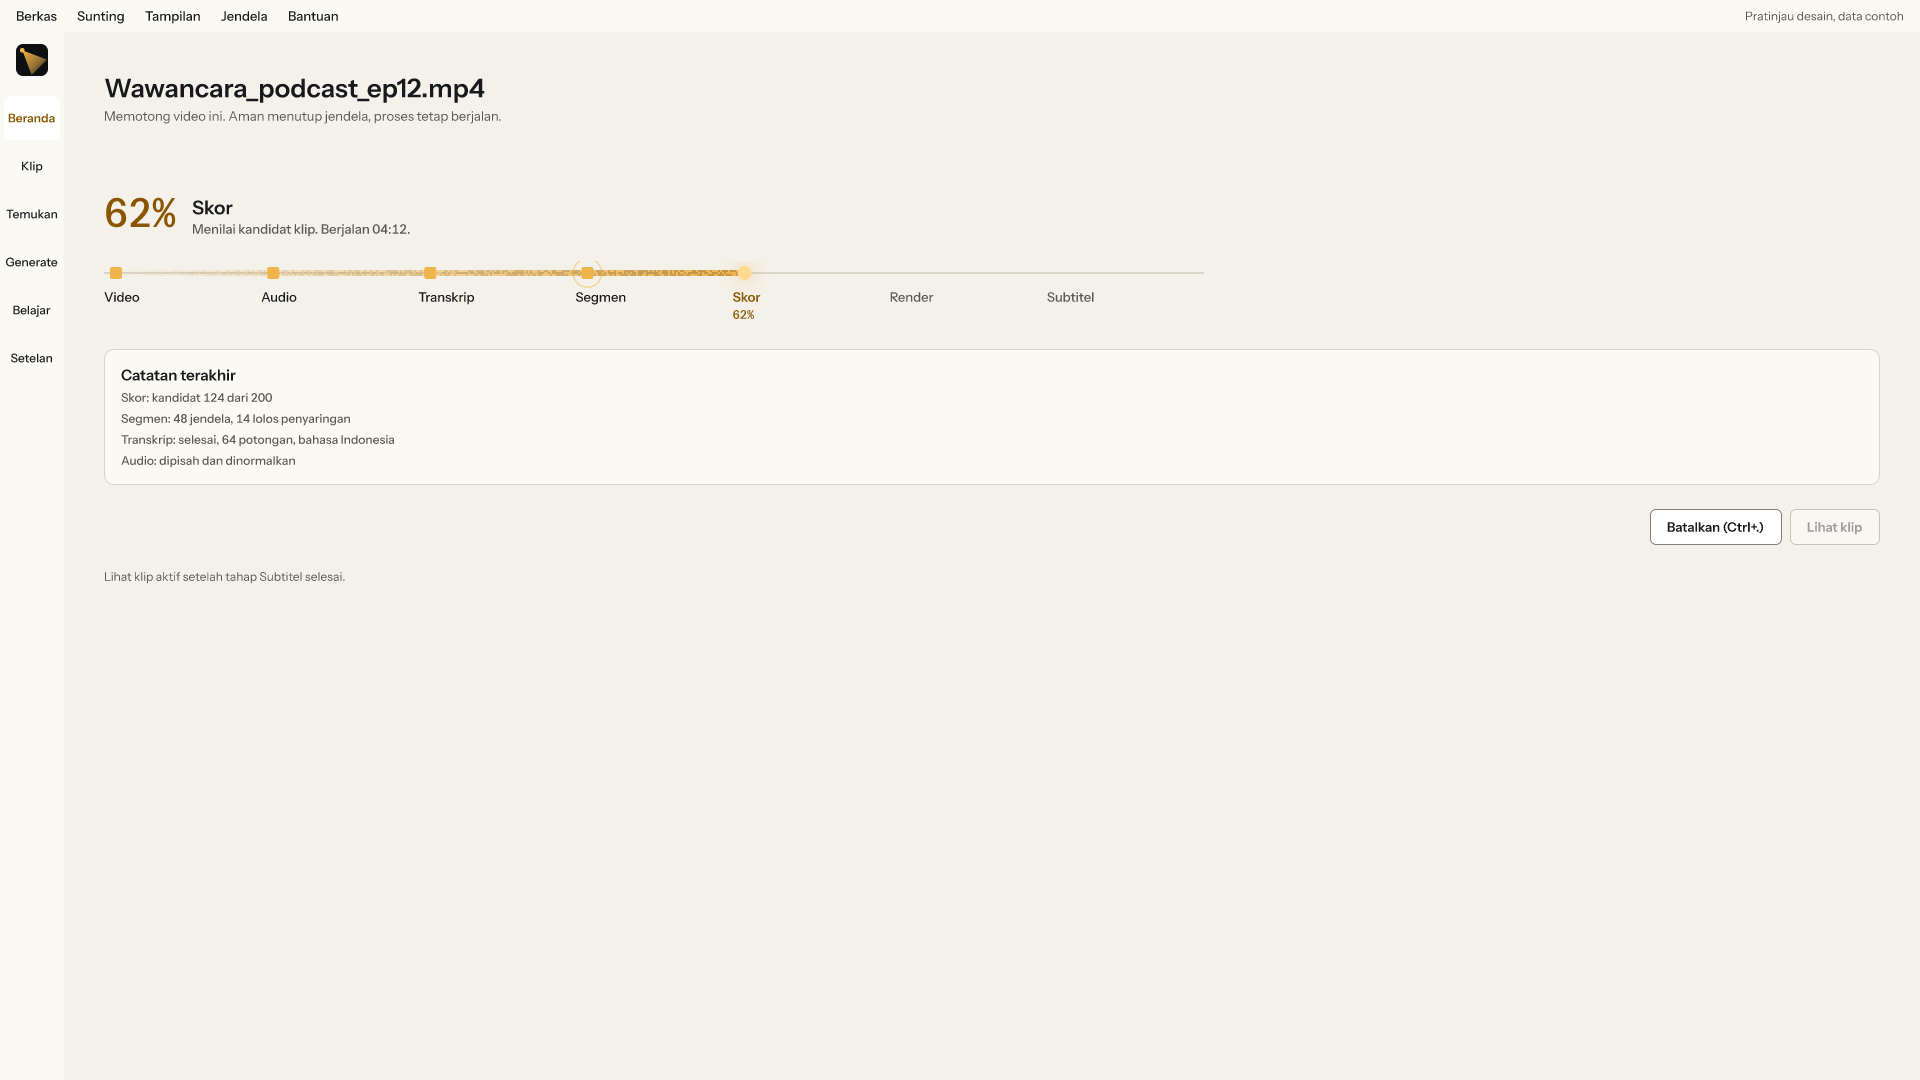 Berkas Sunting Tampilan Jendela Bantuan
Pratinjau desain, data contoh
Beranda
Klip
Temukan
Generate
Belajar
Setelan
Wawancara_podcast_ep12.mp4
Memotong video ini. Aman menutup jendela, proses tetap berjalan.
62%
Skor
Menilai kandidat klip. Berjalan 04:12.
Video Audio Transkrip Segmen Skor Render Subtitel
62%
Catatan terakhir
Skor: kandidat 124 dari 200
Segmen: 48 jendela, 14 lolos penyaringan
Transkrip: selesai, 64 potongan, bahasa Indonesia
Audio: dipisah dan dinormalkan
Batalkan (Ctrl+.) Lihat klip
Lihat klip aktif setelah tahap Subtitel selesai.